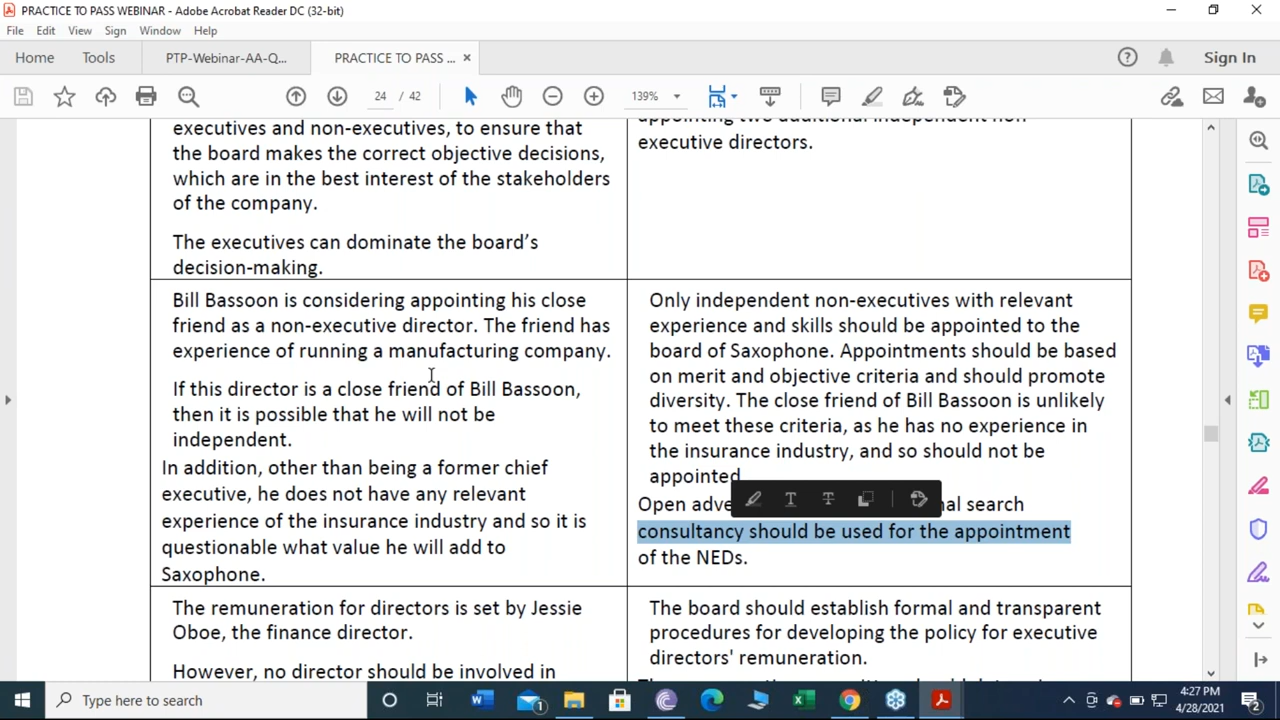 PRACTICE TO PASS WEBINAR - Adobe Acrobat Reader DC (32-bit)
File Edit View Sign Window Help
Home Tools PTP-Webinar-AA-Q... PRACTICE TO PASS ... × Sign In
24 / 42 139%
executives and non-executives, to ensure that
the board makes the correct objective decisions,
which are in the best interest of the stakeholders
of the company.
The executives can dominate the board's
decision-making.
appointing two additional independent non
executive directors.
Bill Bassoon is considering appointing his close
friend as a non-executive director. The friend has
experience of running a manufacturing company.
If this director is a close friend of Bill Bassoon,
then it is possible that he will not be
independent.
In addition, other than being a former chief
executive, he does not have any relevant
experience of the insurance industry and so it is
questionable what value he will add to
Saxophone.
Only independent non-executives with relevant
experience and skills should be appointed to the
board of Saxophone. Appointments should be based
on merit and objective criteria and should promote
diversity. The close friend of Bill Bassoon is unlikely
to meet these criteria, as he has no experience in
the insurance industry, and so should not be
appointed
Open adve nal search
consultancy should be used for the appointment
of the NEDs.
The remuneration for directors is set by Jessie
Oboe, the finance director.
However, no director should be involved in
The board should establish formal and transparent
procedures for developing the policy for executive
directors' remuneration.
Type here to search
4:27 PM
4/28/2021